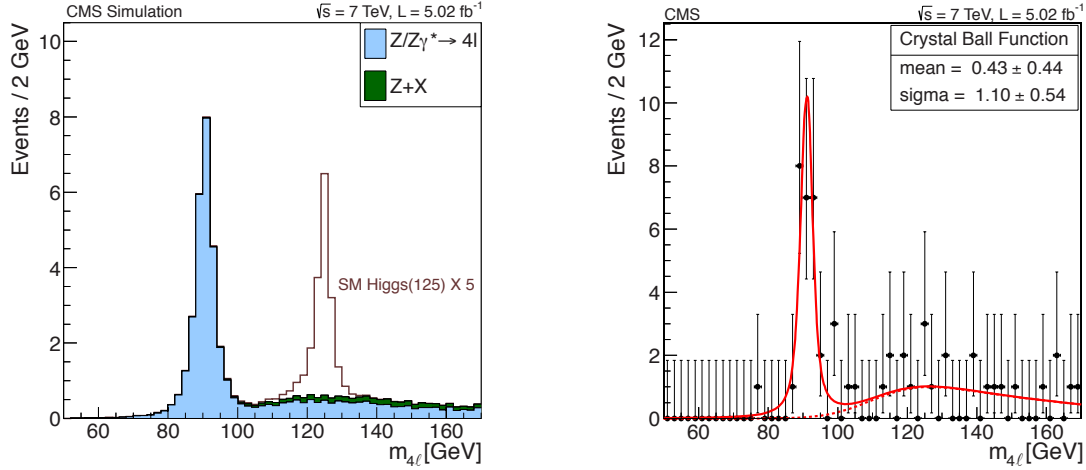 CMS Simulation
√s = 7 TeV, L = 5.02 fb⁻¹
Events / 2 GeV
10
8
6
4
2
0
Z/Zγ*→ 4l
Z+X
SM Higgs(125) X 5
60 80 100 120 140 160
m4ℓ[GeV]
CMS
√s = 7 TeV, L = 5.02 fb⁻¹
Events / 2 GeV
12
10
8
6
4
2
0
Crystal Ball Function
mean = 0.43 ± 0.44
sigma = 1.10 ± 0.54
60 80 100 120 140 160
m4ℓ[GeV]